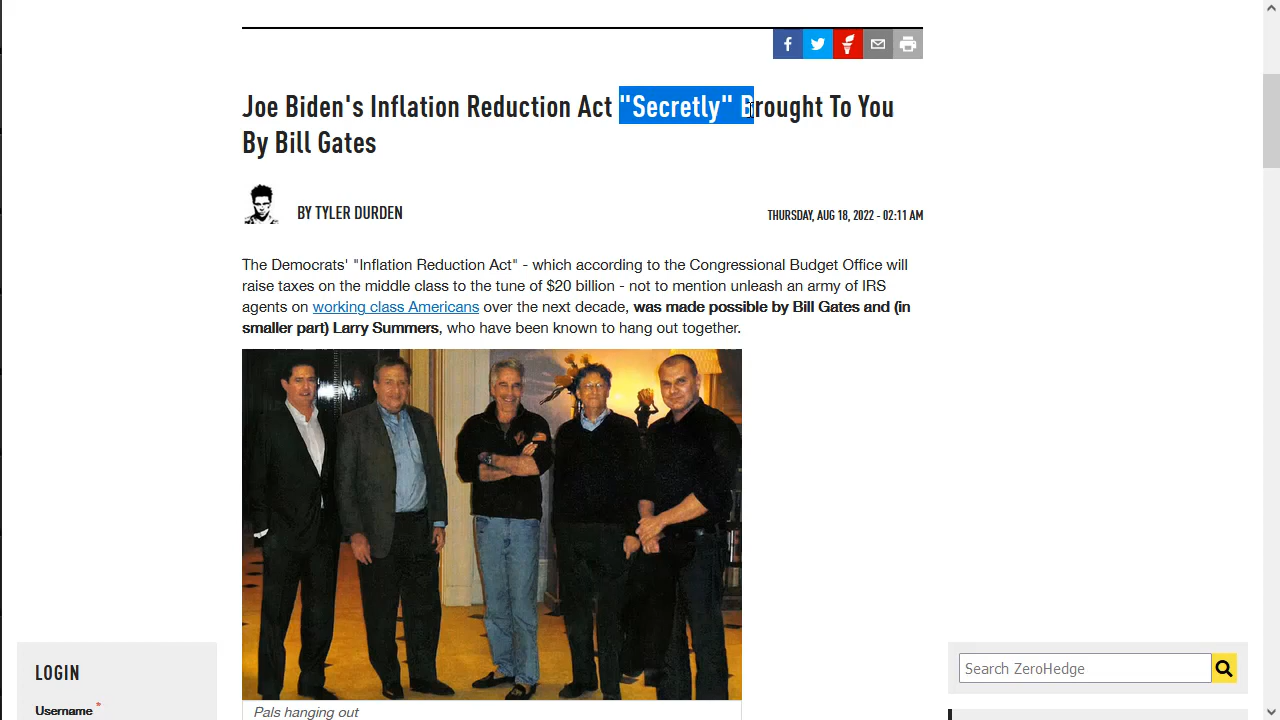 Joe Biden's Inflation Reduction Act "Secretly" Brought To You
By Bill Gates
BY TYLER DURDEN
THURSDAY, AUG 18, 2022 - 02:11 AM
The Democrats' "Inflation Reduction Act" - which according to the Congressional Budget Office will
raise taxes on the middle class to the tune of $20 billion - not to mention unleash an army of IRS
agents on working class Americans over the next decade, was made possible by Bill Gates and (in
smaller part) Larry Summers, who have been known to hang out together.
Pals hanging out
LOGIN
Username *
Search ZeroHedge